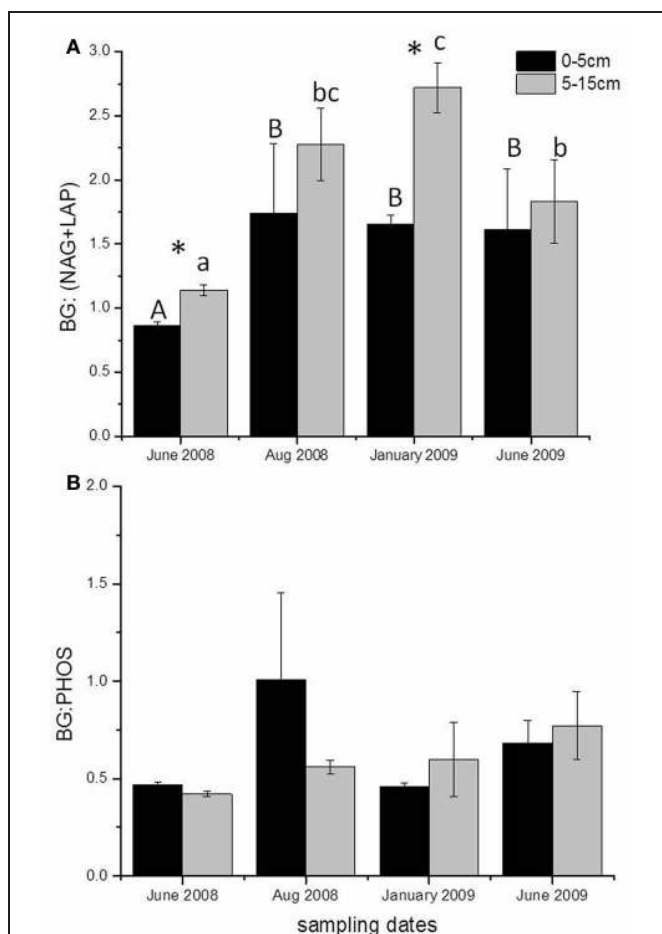 A
3.0
2.5
2.0
1.5
1.0
0.5
0.0
BG: (NAG+LAP)
0-5cm
5-15cm
* c
bc
B
B
B b
* a
A
June 2008 Aug 2008 January 2009 June 2009
B
2.0
1.5
1.0
0.5
0.0
BG:PHOS
June 2008 Aug 2008 January 2009 June 2009
sampling dates